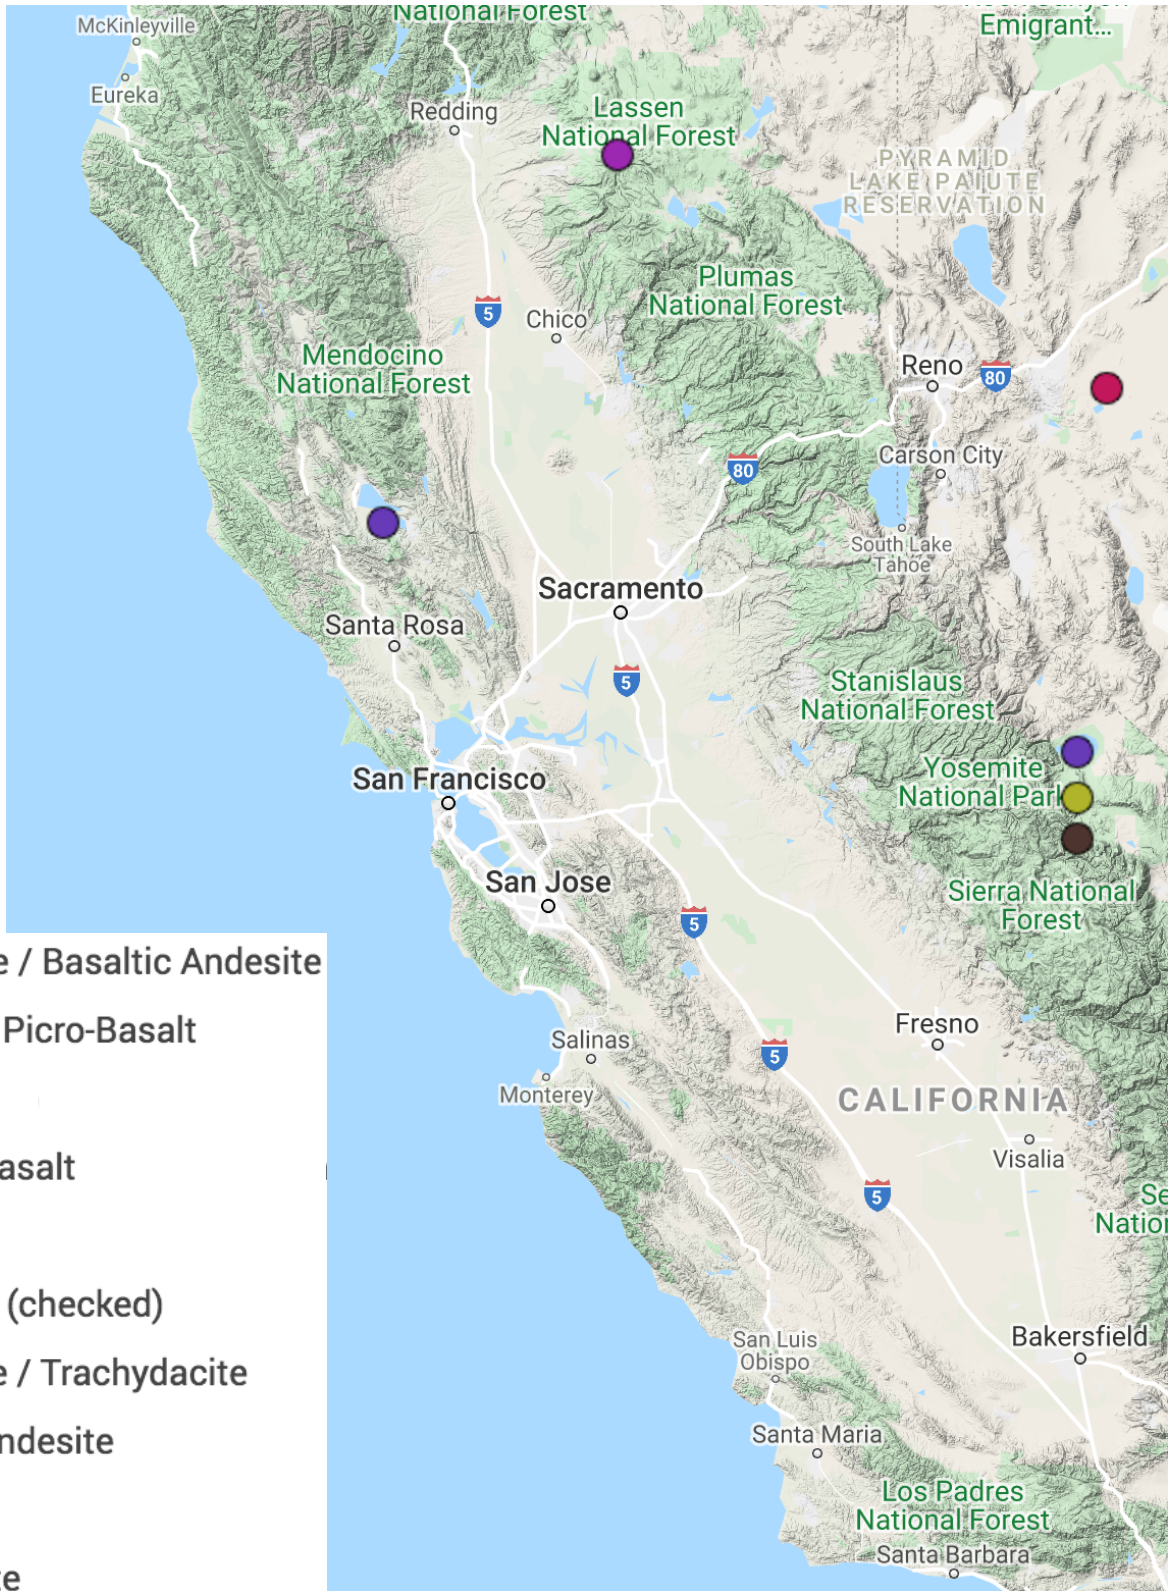 National Forest
Emigrant...
McKinleyville
Eureka
Redding
Lassen
National Forest
PYRAMID
LAKE PAIUTE
RESERVATION
Plumas
National Forest
5
Chico
Mendocino
National Forest
Reno
80
80
Carson City
South Lake
Tahoe
Sacramento
Santa Rosa
5
Stanislaus
National Forest
San Francisco
Yosemite
National Park
San Jose
Sierra National
Forest
5
e / Basaltic Andesite
Picro-Basalt
Salinas
Monterey
Fresno
5
CALIFORNIA
Visalia
asalt
5
Se
Nation
(checked)
San Luis
Obispo
Bakersfield
e / Trachydacite
ndesite
Santa Maria
Los Padres
National Forest
Santa Barbara
te